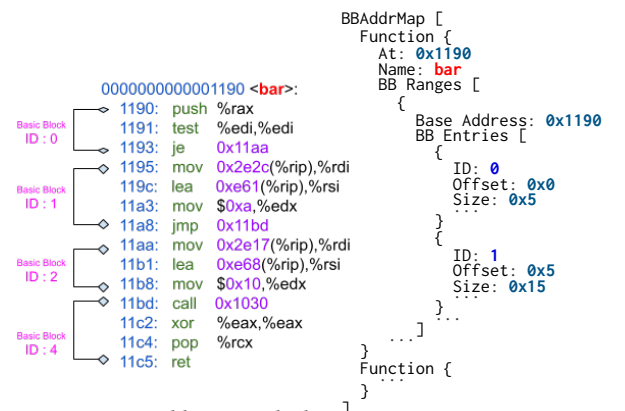 0000000000001190 <bar>:
Basic Block
ID : 0
1190: push %rax
1191: test %edi,%edi
1193: je 0x11aa
Basic Block
ID : 1
1195: mov 0x2e2c(%rip),%rdi
119c: lea 0xe61(%rip),%rsi
11a3: mov $0xa,%edx
11a8: jmp 0x11bd
Basic Block
ID : 2
11aa: mov 0x2e17(%rip),%rdi
11b1: lea 0xe68(%rip),%rsi
11b8: mov $0x10,%edx
Basic Block
ID : 4
11bd: call 0x1030
11c2: xor %eax,%eax
11c4: pop %rcx
11c5: ret
BBAddrMap [
Function {
At: 0x1190
Name: bar
BB Ranges [
{
Base Address: 0x1190
BB Entries [
{
ID: 0
Offset: 0x0
Size: 0x5
...
}
{
ID: 1
Offset: 0x5
Size: 0x15
...
}
...
]
...
}
Function {
...
}
]